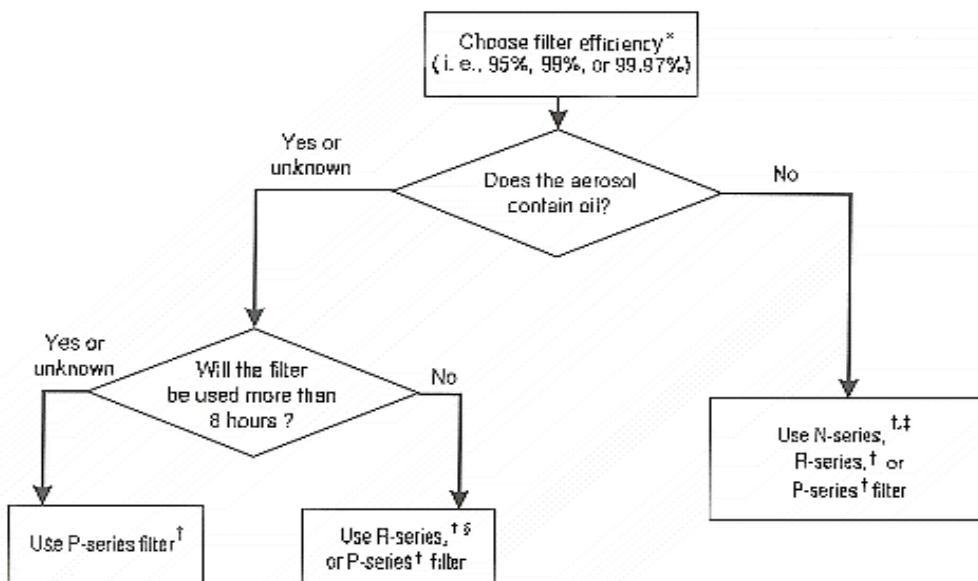 Choose filter efficiency*
(i. e., 95%, 99%, or 99.97%)
Yes or
unknown
Does the aerosol
contain oil?
No
Yes or
unknown
Will the filter
be used more than
8 hours ?
No
Use N-series, †,‡
R-series, † or
P-series † filter
Use P-series filter †
Use R-series, † §
or P-series † filter